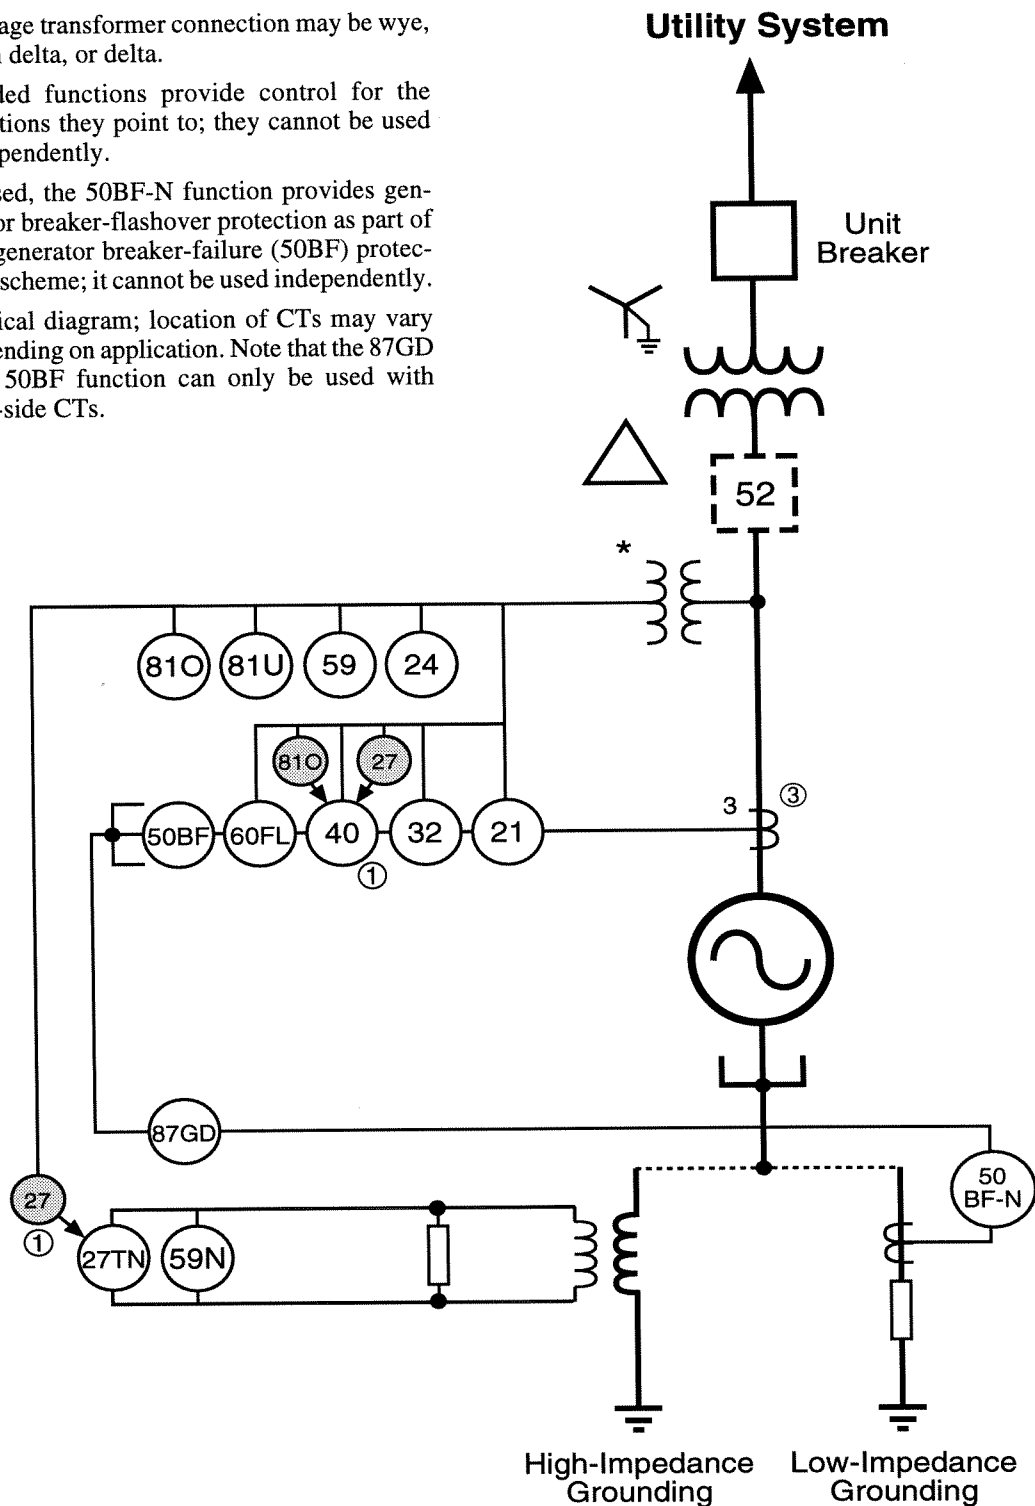 age transformer connection may be wye,
delta, or delta.
ded functions provide control for the
tions they point to; they cannot be used
pendently.
sed, the 50BF-N function provides gen-
or breaker-flashover protection as part of
generator breaker-failure (50BF) protec-
scheme; it cannot be used independently.
ical diagram; location of CTs may vary
ending on application. Note that the 87GD
50BF function can only be used with
-side CTs.
Utility System
Unit
Breaker
52
*
81O
81U
59
24
81O
27
3
③
50BF
60FL
40
32
21
①
87GD
50
BF-N
27
①
27TN
59N
High-Impedance
Grounding
Low-Impedance
Grounding